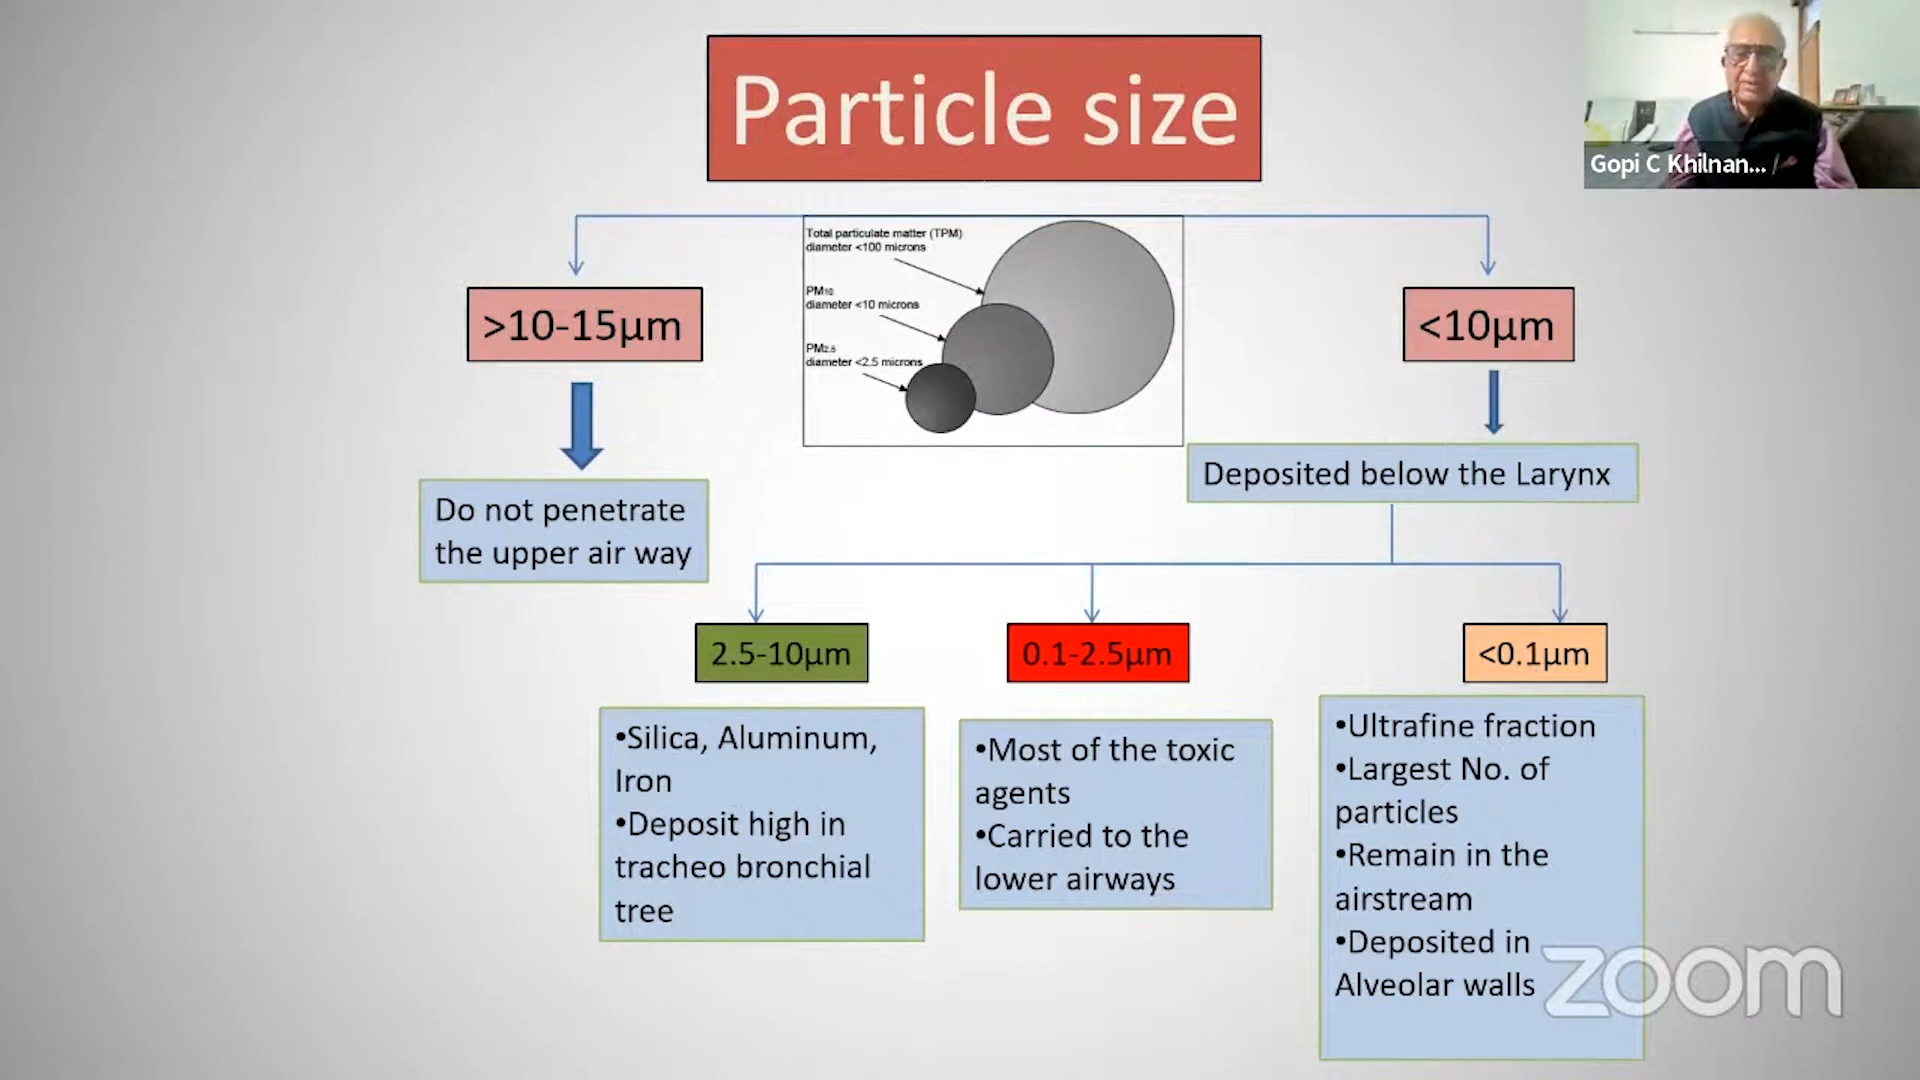 Particle size
Gopi C Khilnan...
Total particulate matter (TPM)
diameter <100 microns
PM10
diameter <10 microns
PM2.5
diameter <2.5 microns
>10-15µm
<10µm
Do not penetrate
the upper air way
Deposited below the Larynx
2.5-10µm
0.1-2.5µm
<0.1µm
•Silica, Aluminum,
Iron
•Deposit high in
tracheo bronchial
tree
•Most of the toxic
agents
•Carried to the
lower airways
•Ultrafine fraction
•Largest No. of
particles
•Remain in the
airstream
•Deposited in
Alveolar walls
zoom